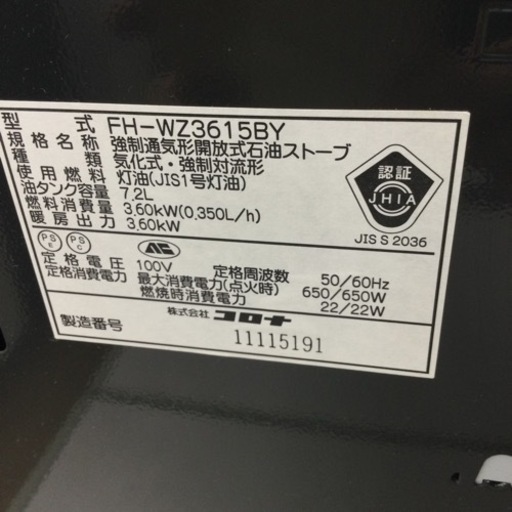 型式 FH-WZ3615BY
規格名称 強制通気形開放式石油ストーブ
種類 気化式・強制対流形
使用燃料 灯油(JIS1号灯油)
油タンク容量 7.2L
燃料消費量 3.60kW(0.350L/h)
暖房出力 3.60kW
認証
JHIA
JIS S 2036
PS E PS C
定格電圧 100V 定格周波数 50/60Hz
定格消費電力 最大消費電力(点火時) 650/650W
燃焼時消費電力 22/22W
株式会社 コロナ
製造番号 11115191